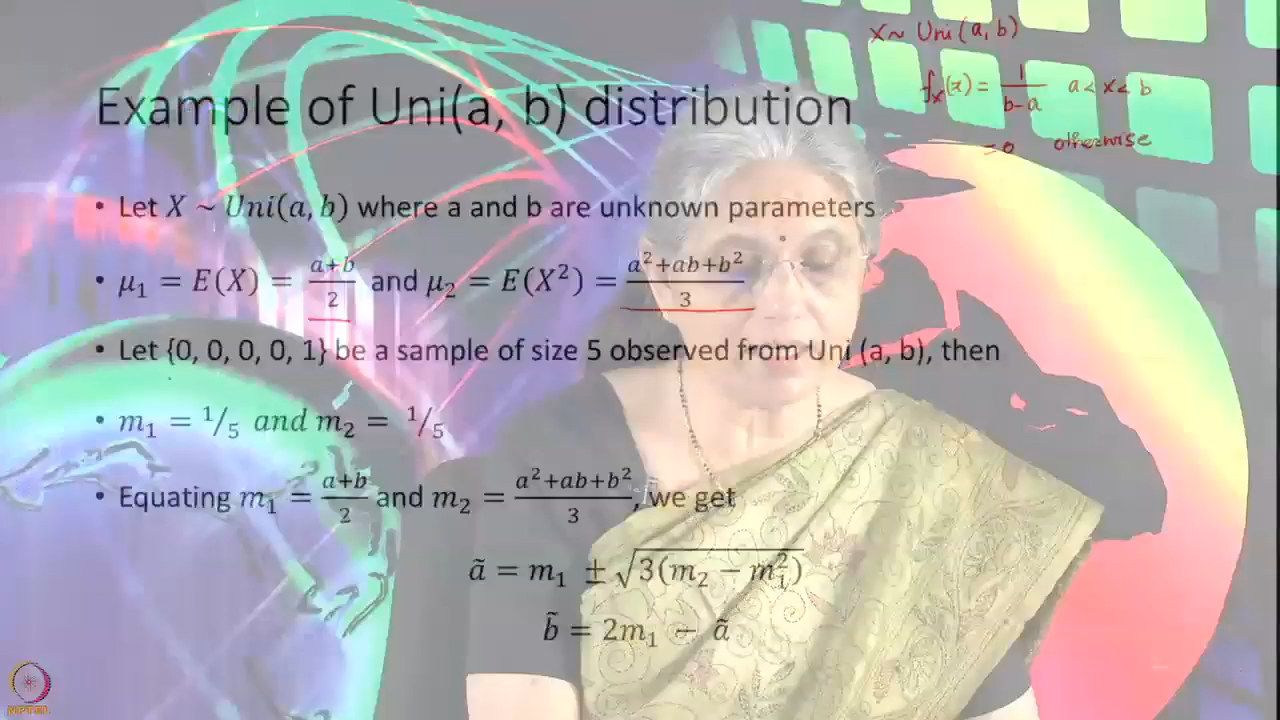 X ~ Uni (a, b)
f_X(x) = 1/(b-a) a < x < b
= 0 otherwise
Example of Uni(a, b) distribution
• Let X ~ Uni(a, b) where a and b are unknown parameters
• μ₁ = E(X) = (a+b)/2 and μ₂ = E(X²) = (a²+ab+b²)/3
• Let {0, 0, 0, 0, 1} be a sample of size 5 observed from Uni (a, b), then
• m₁ = 1/5 and m₂ = 1/5
• Equating m₁ = (a+b)/2 and m₂ = (a²+ab+b²)/3, we get
ã = m₁ ± √(3(m₂ − m₁²))
b̃ = 2m₁ − ã
NPTEL